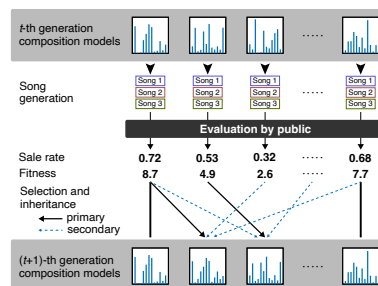 t-th generation
composition models
Song
generation
Song 1 Song 1 Song 1 Song 1
Song 2 Song 2 Song 2 Song 2
Song 3 Song 3 Song 3 Song 3
Evaluation by public
Sale rate 0.72 0.53 0.32 ····· 0.68
Fitness 8.7 4.9 2.6 ····· 7.7
Selection and
inheritance
primary
secondary
(t+1)-th generation
composition models